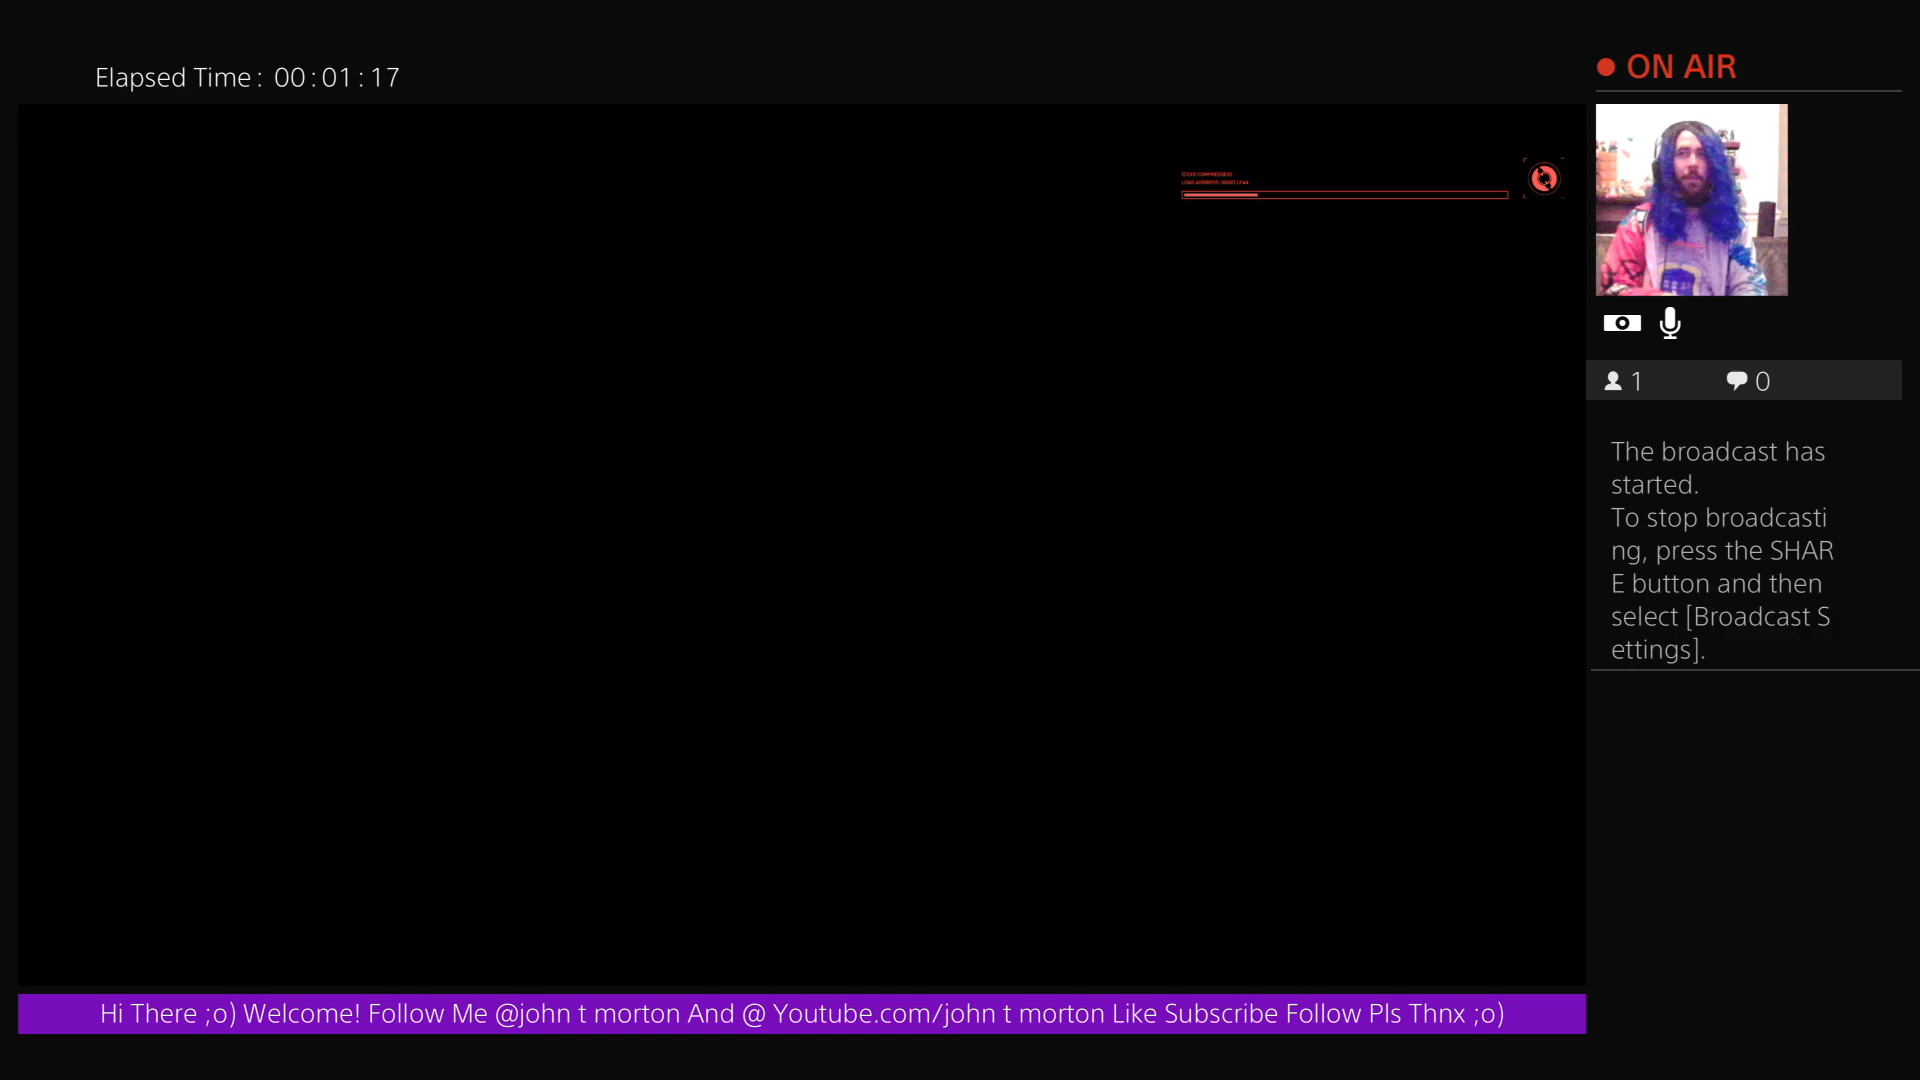 Elapsed Time: 00:01:17
ON AIR
1
0
The broadcast has
started.
To stop broadcasti
ng, press the SHAR
E button and then
select [Broadcast S
ettings].
Hi There ;o) Welcome! Follow Me @john t morton And @ Youtube.com/john t morton Like Subscribe Follow Pls Thnx ;o)